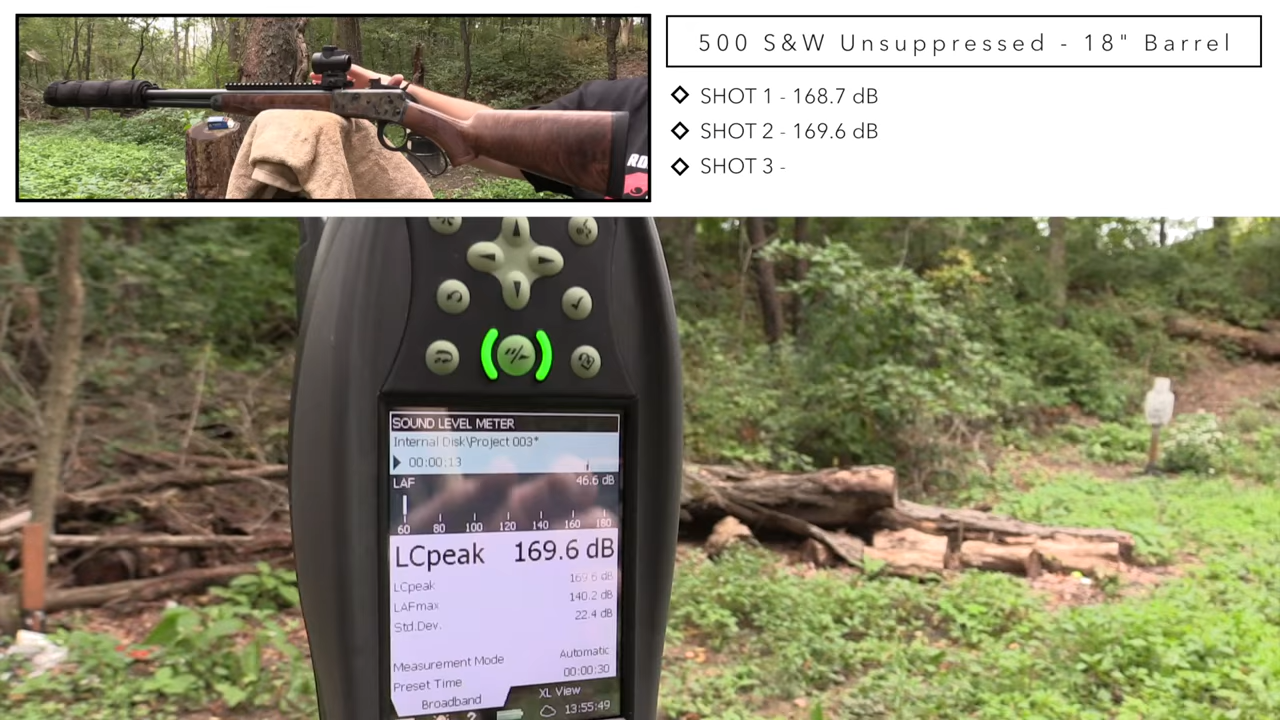 500 S&W Unsuppressed - 18" Barrel
SHOT 1 - 168.7 dB
SHOT 2 - 169.6 dB
SHOT 3 -
SOUND LEVEL METER
Internal Disk\Project 003*
00:00:13
LAF 46.6 dB
60 80 100 120 140 160 180
LCpeak 169.6 dB
LCpeak 169.6 dB
LAFmax 140.2 dB
Std.Dev. 22.4 dB
Measurement Mode Automatic
Preset Time 00:00:30
Broadband XL View
? 13:55:49